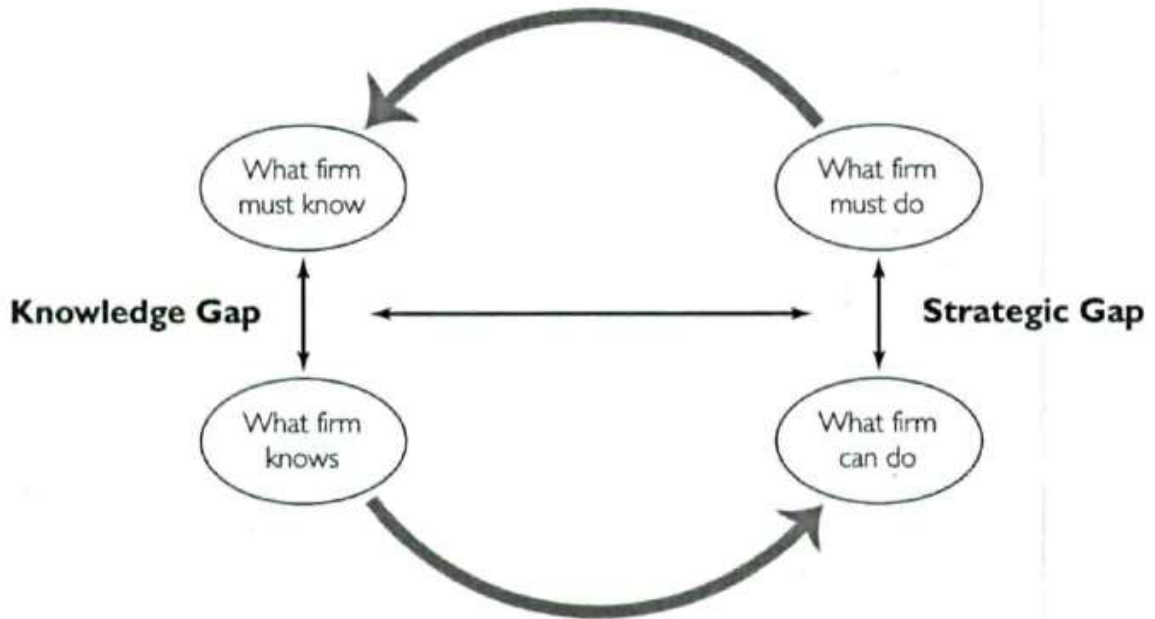 What firm
must know
What firm
must do
Knowledge Gap
Strategic Gap
What firm
knows
What firm
can do